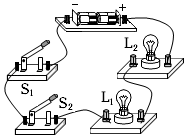 − +
L₂
S₁
S₂ L₁